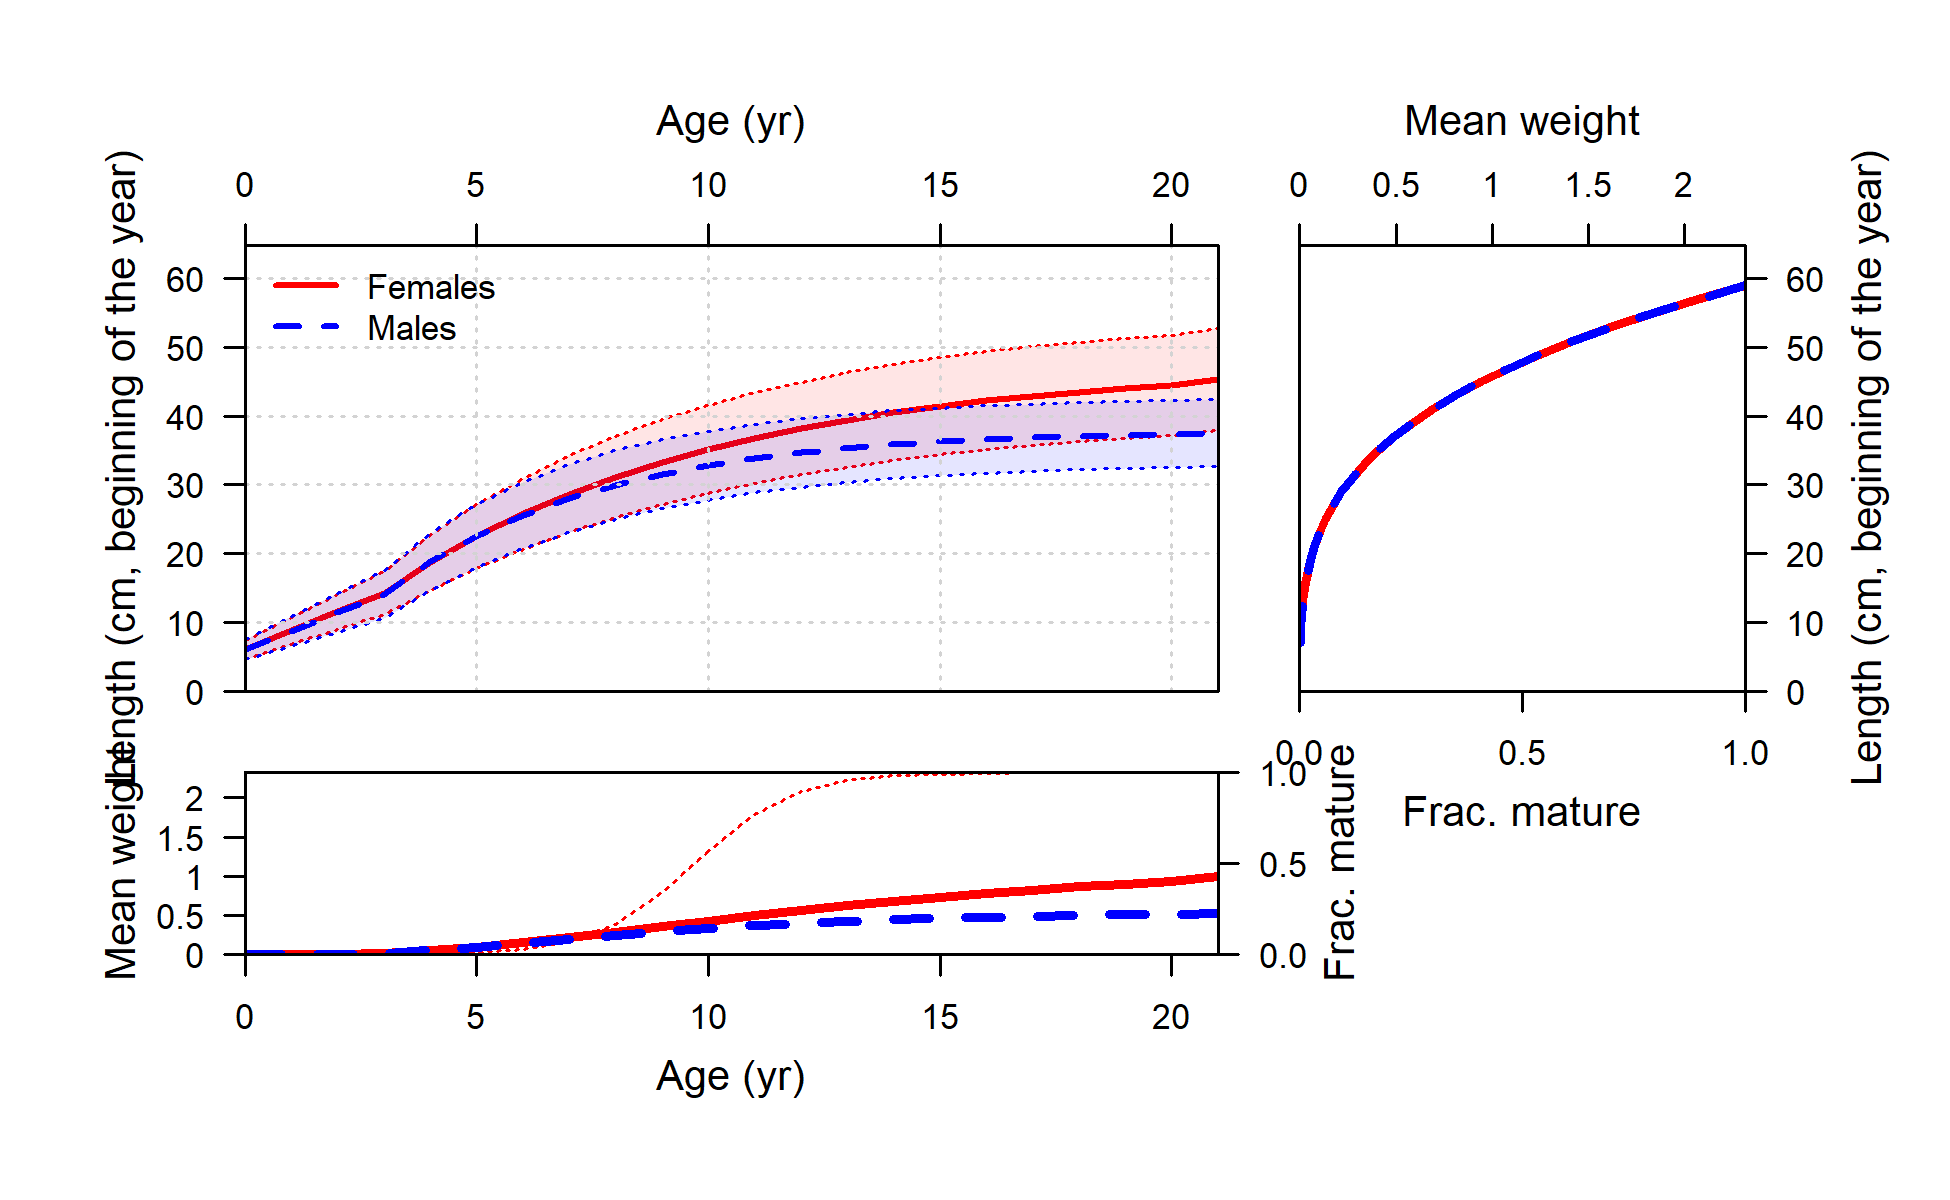 Age (yr)
Mean weight
0 5 10 15 20
0 0.5 1 1.5 2
Length (cm, beginning of the year)
60
50
40
30
20
10
0
Females
Males
60
50
40
30
20
10
0
Length (cm, beginning of the year)
0.0 0.5 1.0
Frac. mature
Mean weight
2
1.5
1
0.5
0
1.0
0.5
0.0
Frac. mature
0 5 10 15 20
Age (yr)